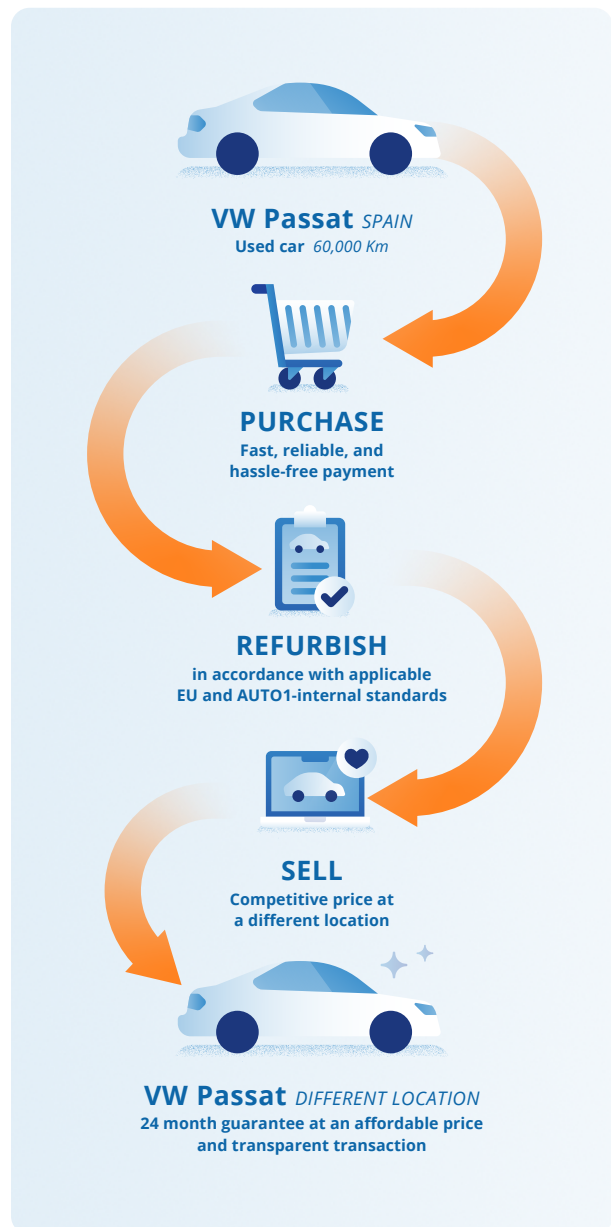 VW Passat SPAIN
Used car 60,000 Km
PURCHASE
Fast, reliable, and
hassle-free payment
REFURBISH
in accordance with applicable
EU and AUTO1-internal standards
SELL
Competitive price at
a different location
VW Passat DIFFERENT LOCATION
24 month guarantee at an affordable price
and transparent transaction